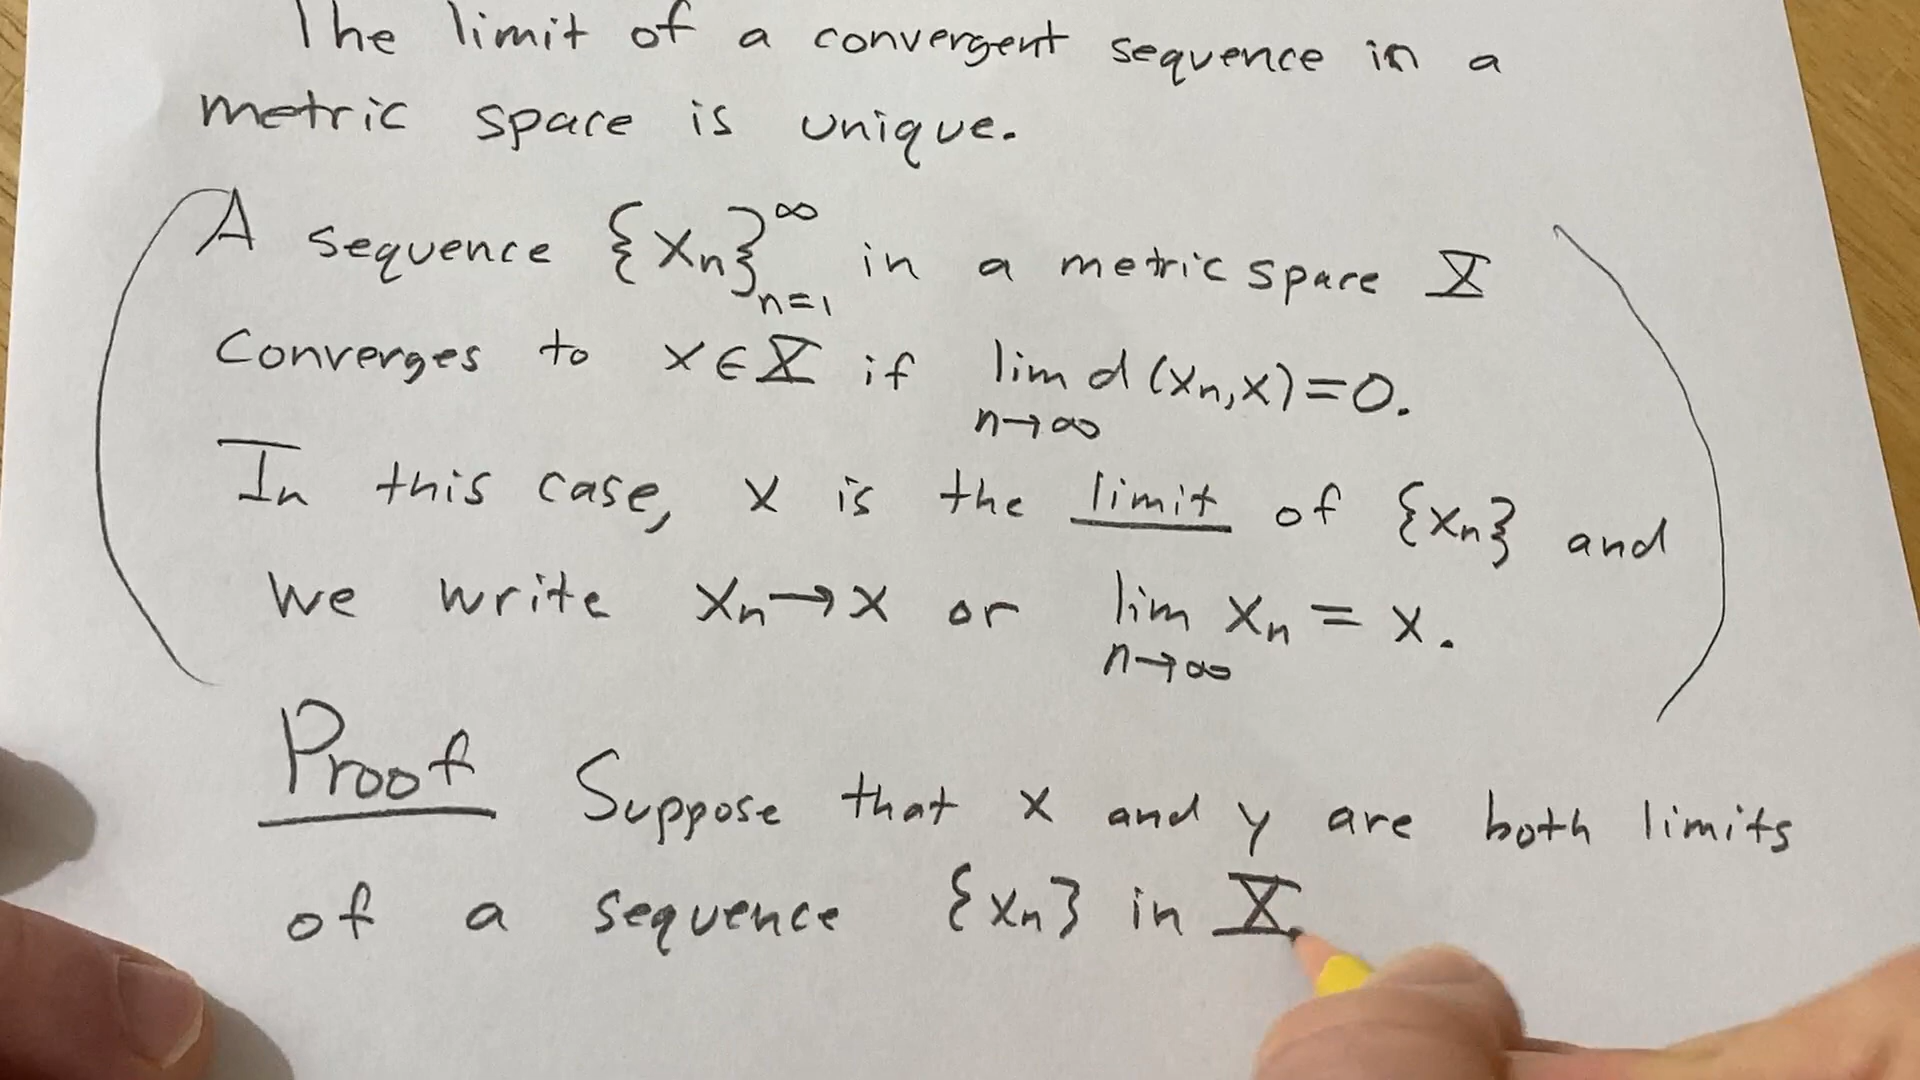 The limit of a convergent sequence in a
metric space is unique.
A sequence {xₙ}ₙ₌₁^∞ in a metric space X
converges to x ∈ X if lim n→∞ d(xₙ, x) = 0.
In this case, x is the limit of {xₙ} and
we write xₙ → x or lim n→∞ xₙ = x.
Proof Suppose that x and y are both limits
of a sequence {xₙ} in X.